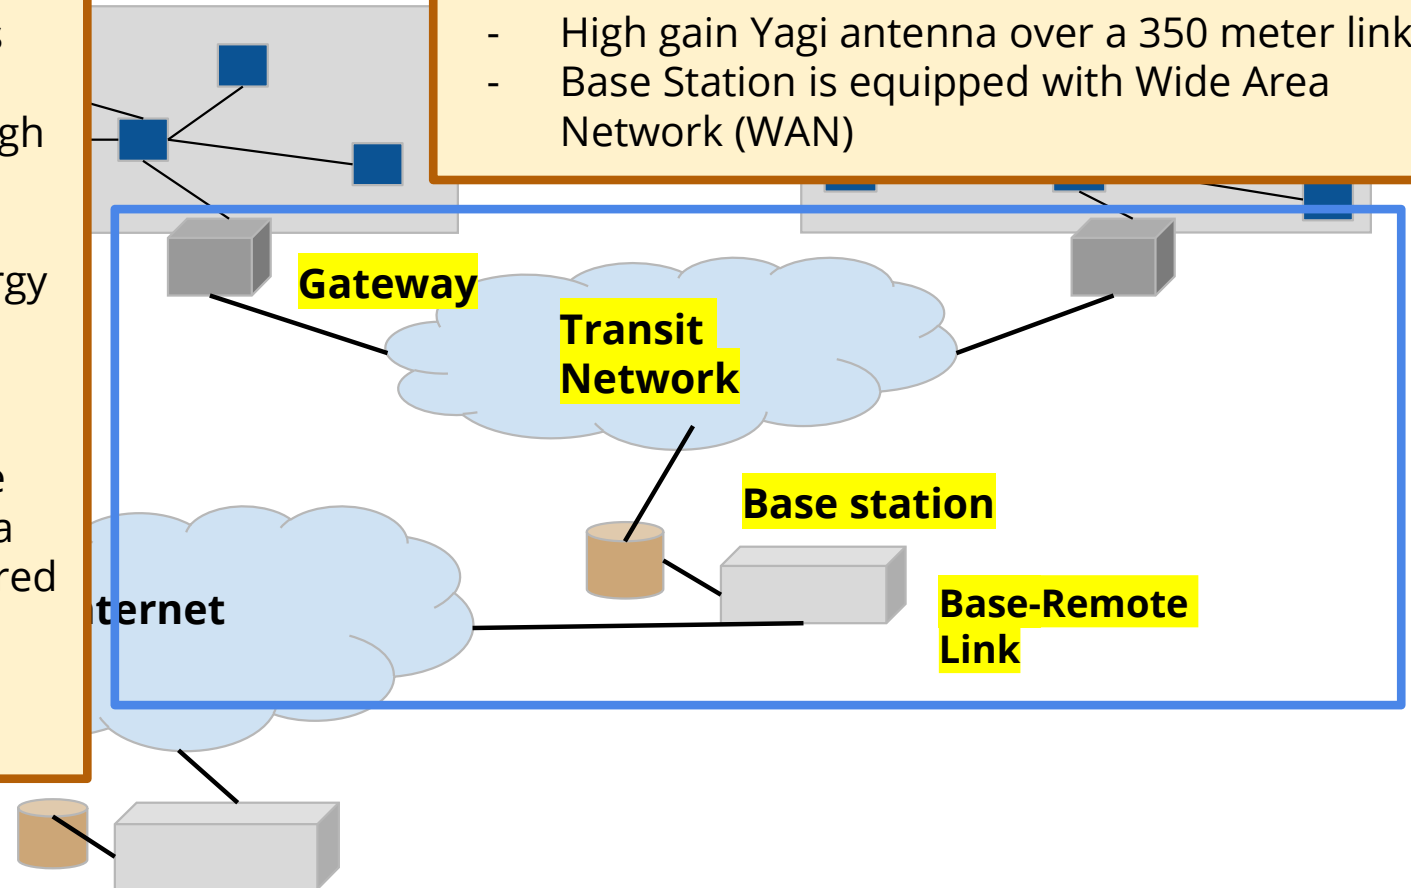 - High gain Yagi antenna over a 350 meter link
- Base Station is equipped with Wide Area
Network (WAN)
Gateway
Transit
Network
Base station
Base-Remote
Link